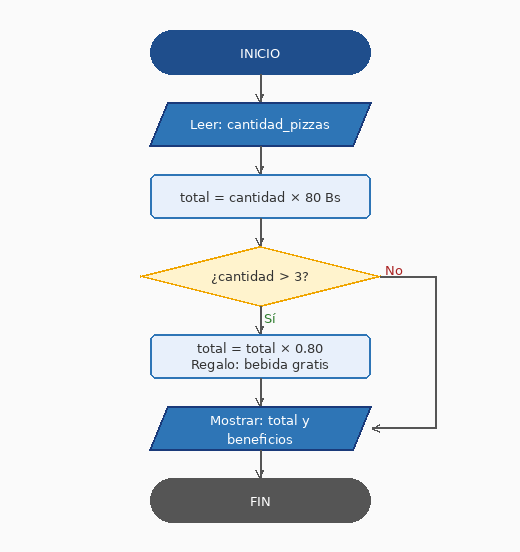 INICIO
Leer: cantidad_pizzas
total = cantidad × 80 Bs
¿cantidad > 3?
No
Sí
total = total × 0.80
Regalo: bebida gratis
Mostrar: total y
beneficios
FIN